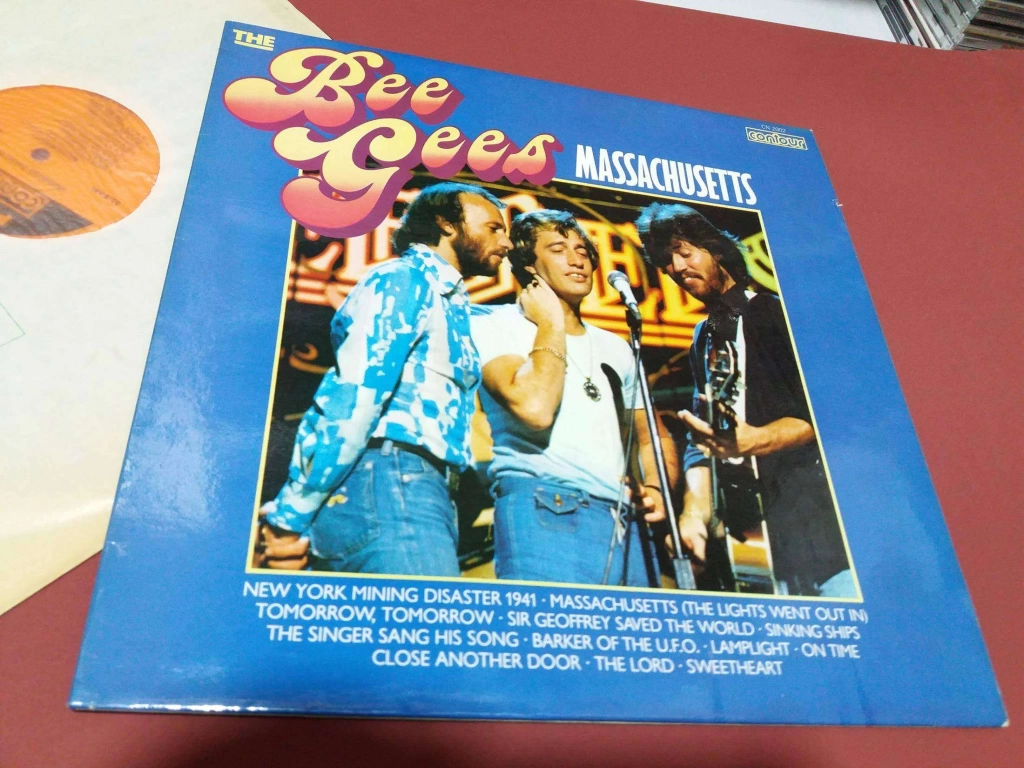 THE
Bee
Gees
MASSACHUSETTS
contour
NEW YORK MINING DISASTER 1941 · MASSACHUSETTS (THE LIGHTS WENT OUT IN)
TOMORROW, TOMORROW · SIR GEOFFREY SAVED THE WORLD · SINKING SHIPS
THE SINGER SANG HIS SONG · BARKER OF THE U.F.O. · LAMPLIGHT · ON TIME
CLOSE ANOTHER DOOR · THE LORD · SWEETHEART